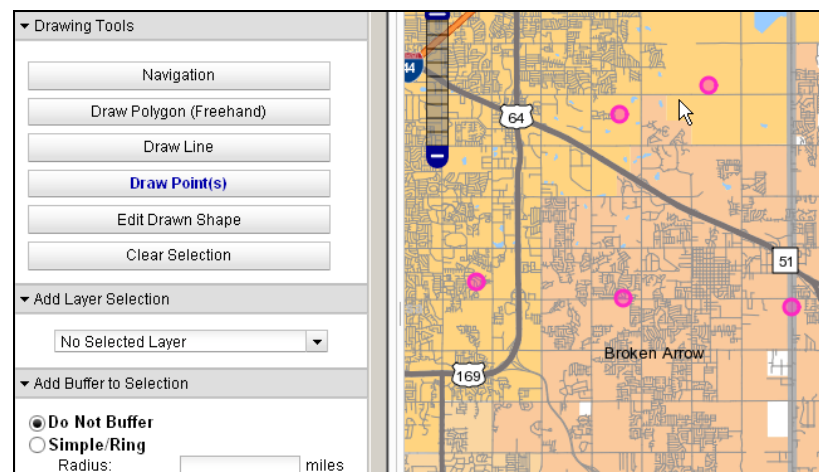 Drawing Tools
Navigation
Draw Polygon (Freehand)
Draw Line
Draw Point(s)
Edit Drawn Shape
Clear Selection
Add Layer Selection
No Selected Layer
Add Buffer to Selection
Do Not Buffer
Simple/Ring
Radius: miles
44
64
51
Broken Arrow
169